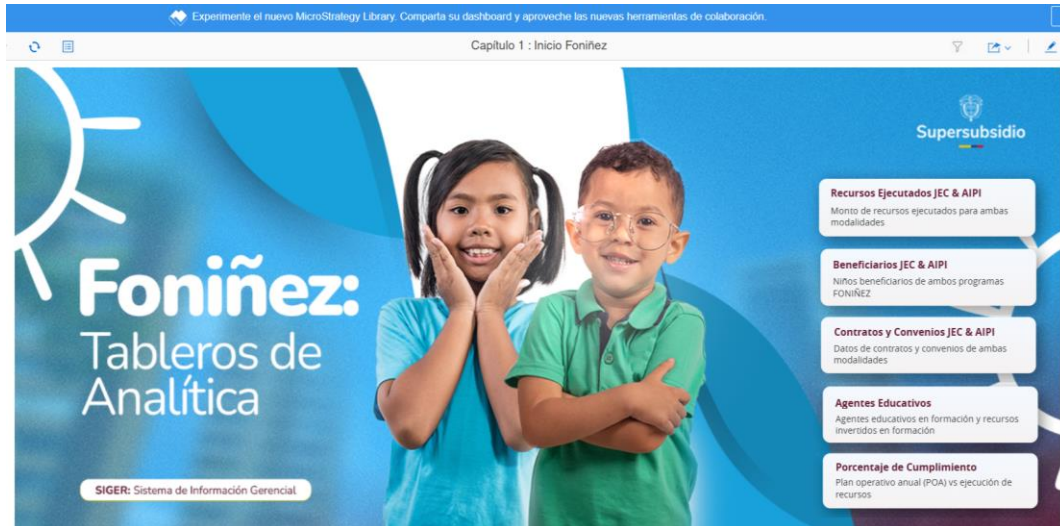 Experimente el nuevo MicroStrategy Library. Comparta su dashboard y aproveche las nuevas herramientas de colaboración.
Capítulo 1 : Inicio Foniñez
Supersubsidio
Foniñez:
Tableros de
Analítica
SIGER: Sistema de Información Gerencial
Recursos Ejecutados JEC & AIPI
Monto de recursos ejecutados para ambas
modalidades
Beneficiarios JEC & AIPI
Niños beneficiarios de ambos programas
FONIÑEZ
Contratos y Convenios JEC & AIPI
Datos de contratos y convenios de ambas
modalidades
Agentes Educativos
Agentes educativos en formación y recursos
invertidos en formación
Porcentaje de Cumplimiento
Plan operativo anual (POA) vs ejecución de
recursos